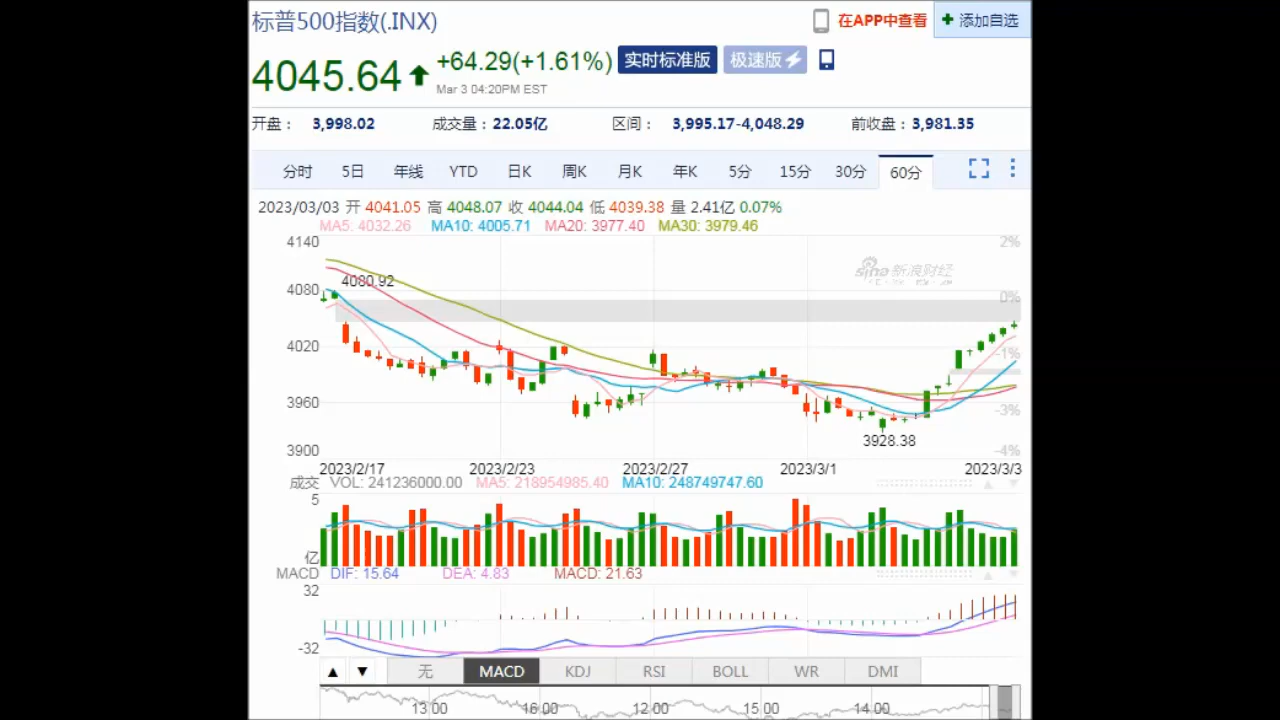 标普500指数(.INX)
在APP中查看
添加自选
4045.64
+64.29(+1.61%)
实时标准版
极速版
Mar 3 04:20PM EST
开盘： 3,998.02 成交量：22.05亿 区间： 3,995.17-4,048.29 前收盘：3,981.35
分时 5日 年线 YTD 日K 周K 月K 年K 5分 15分 30分 60分
2023/03/03 开 4041.05 高 4048.07 收 4044.04 低 4039.38 量 2.41亿 0.07%
MA5: 4032.26 MA10: 4005.71 MA20: 3977.40 MA30: 3979.46
4140 2%
sina 新浪财经
4080 4080.92 0%
4020 -1%
3960 -3%
3928.38
3900 -4%
2023/2/17 2023/2/23 2023/2/27 2023/3/1 2023/3/3
成交 VOL: 241236000.00 MA5: 218954985.40 MA10: 248749747.60
5
亿
MACD DIF: 15.64 DEA: 4.83 MACD: 21.63
32
-32
无 MACD KDJ RSI BOLL WR DMI
13:00 16:00 12:00 15:00 14:00